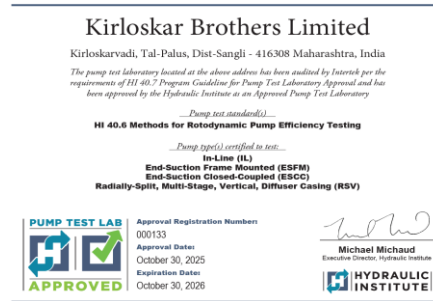 Kirloskar Brothers Limited
Kirloskarvadi, Tal-Palus, Dist-Sangli - 416308 Maharashtra, India
The pump test laboratory located at the above address has been audited by Intertek per the
requirements of HI 40.7 Program Guideline for Pump Test Laboratory Approval and has
been approved by the Hydraulic Institute as an Approved Pump Test Laboratory
Pump test standard(s)
HI 40.6 Methods for Rotodynamic Pump Efficiency Testing
Pump type(s) certified to test:
In-Line (IL)
End-Suction Frame Mounted (ESFM)
End-Suction Closed-Coupled (ESCC)
Radially-Split, Multi-Stage, Vertical, Diffuser Casing (RSV)
PUMP TEST LAB
APPROVED
Approval Registration Number:
000133
Approval Date:
October 30, 2025
Expiration Date:
October 30, 2026
Michael Michaud
Executive Director, Hydraulic Institute
HYDRAULIC
INSTITUTE